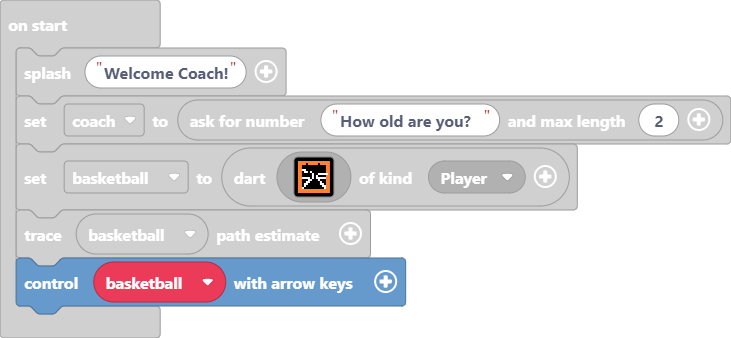 on start
splash "Welcome Coach!"
set coach to ask for number "How old are you? " and max length 2
set basketball to dart of kind Player
trace basketball path estimate
control basketball with arrow keys